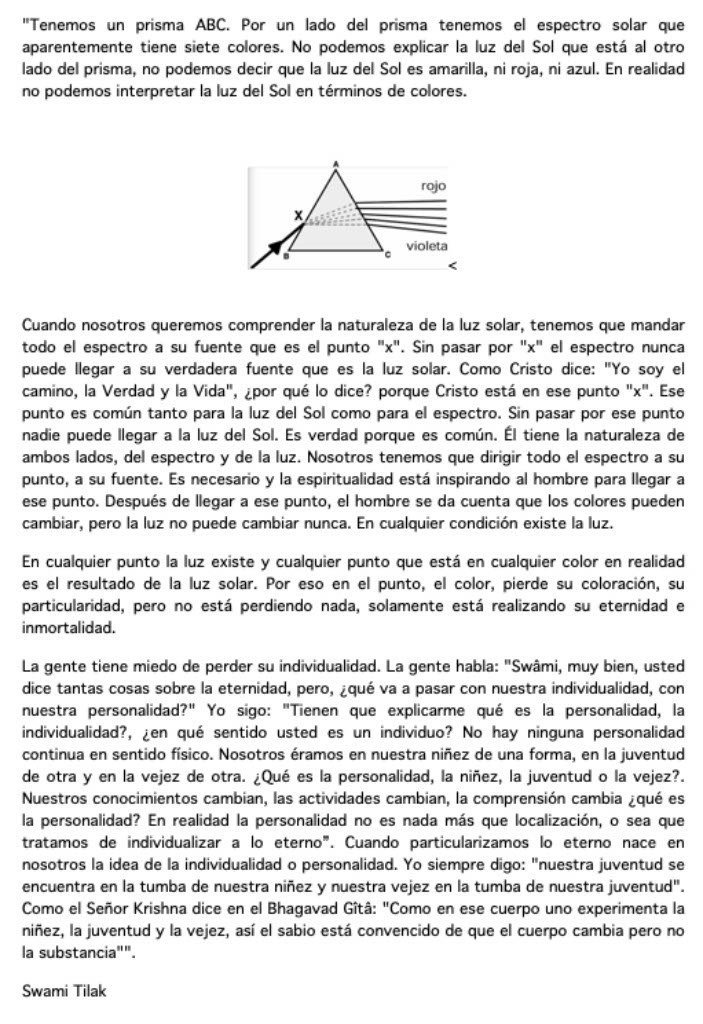 "Tenemos un prisma ABC. Por un lado del prisma tenemos el espectro solar que
aparentemente tiene siete colores. No podemos explicar la luz del Sol que está al otro
lado del prisma, no podemos decir que la luz del Sol es amarilla, ni roja, ni azul. En realidad
no podemos interpretar la luz del Sol en términos de colores.
A
rojo
X
violeta
B
C
<
Cuando nosotros queremos comprender la naturaleza de la luz solar, tenemos que mandar
todo el espectro a su fuente que es el punto "x". Sin pasar por "x" el espectro nunca
puede llegar a su verdadera fuente que es la luz solar. Como Cristo dice: "Yo soy el
camino, la Verdad y la Vida", ¿por qué lo dice? porque Cristo está en ese punto "x". Ese
punto es común tanto para la luz del Sol como para el espectro. Sin pasar por ese punto
nadie puede llegar a la luz del Sol. Es verdad porque es común. Él tiene la naturaleza de
ambos lados, del espectro y de la luz. Nosotros tenemos que dirigir todo el espectro a su
punto, a su fuente. Es necesario y la espiritualidad está inspirando al hombre para llegar a
ese punto. Después de llegar a ese punto, el hombre se da cuenta que los colores pueden
cambiar, pero la luz no puede cambiar nunca. En cualquier condición existe la luz.
En cualquier punto la luz existe y cualquier punto que está en cualquier color en realidad
es el resultado de la luz solar. Por eso en el punto, el color, pierde su coloración, su
particularidad, pero no está perdiendo nada, solamente está realizando su eternidad e
inmortalidad.
La gente tiene miedo de perder su individualidad. La gente habla: "Swâmi, muy bien, usted
dice tantas cosas sobre la eternidad, pero, ¿qué va a pasar con nuestra individualidad, con
nuestra personalidad?" Yo sigo: "Tienen que explicarme qué es la personalidad, la
individualidad?, ¿en qué sentido usted es un individuo? No hay ninguna personalidad
continua en sentido físico. Nosotros éramos en nuestra niñez de una forma, en la juventud
de otra y en la vejez de otra. ¿Qué es la personalidad, la niñez, la juventud o la vejez?.
Nuestros conocimientos cambian, las actividades cambian, la comprensión cambia ¿qué es
la personalidad? En realidad la personalidad no es nada más que localización, o sea que
tratamos de individualizar a lo eterno”. Cuando particularizamos lo eterno nace en
nosotros la idea de la individualidad o personalidad. Yo siempre digo: "nuestra juventud se
encuentra en la tumba de nuestra niñez y nuestra vejez en la tumba de nuestra juventud".
Como el Señor Krishna dice en el Bhagavad Gîtâ: "Como en ese cuerpo uno experimenta la
niñez, la juventud y la vejez, así el sabio está convencido de que el cuerpo cambia pero no
la substancia"".
Swami Tilak